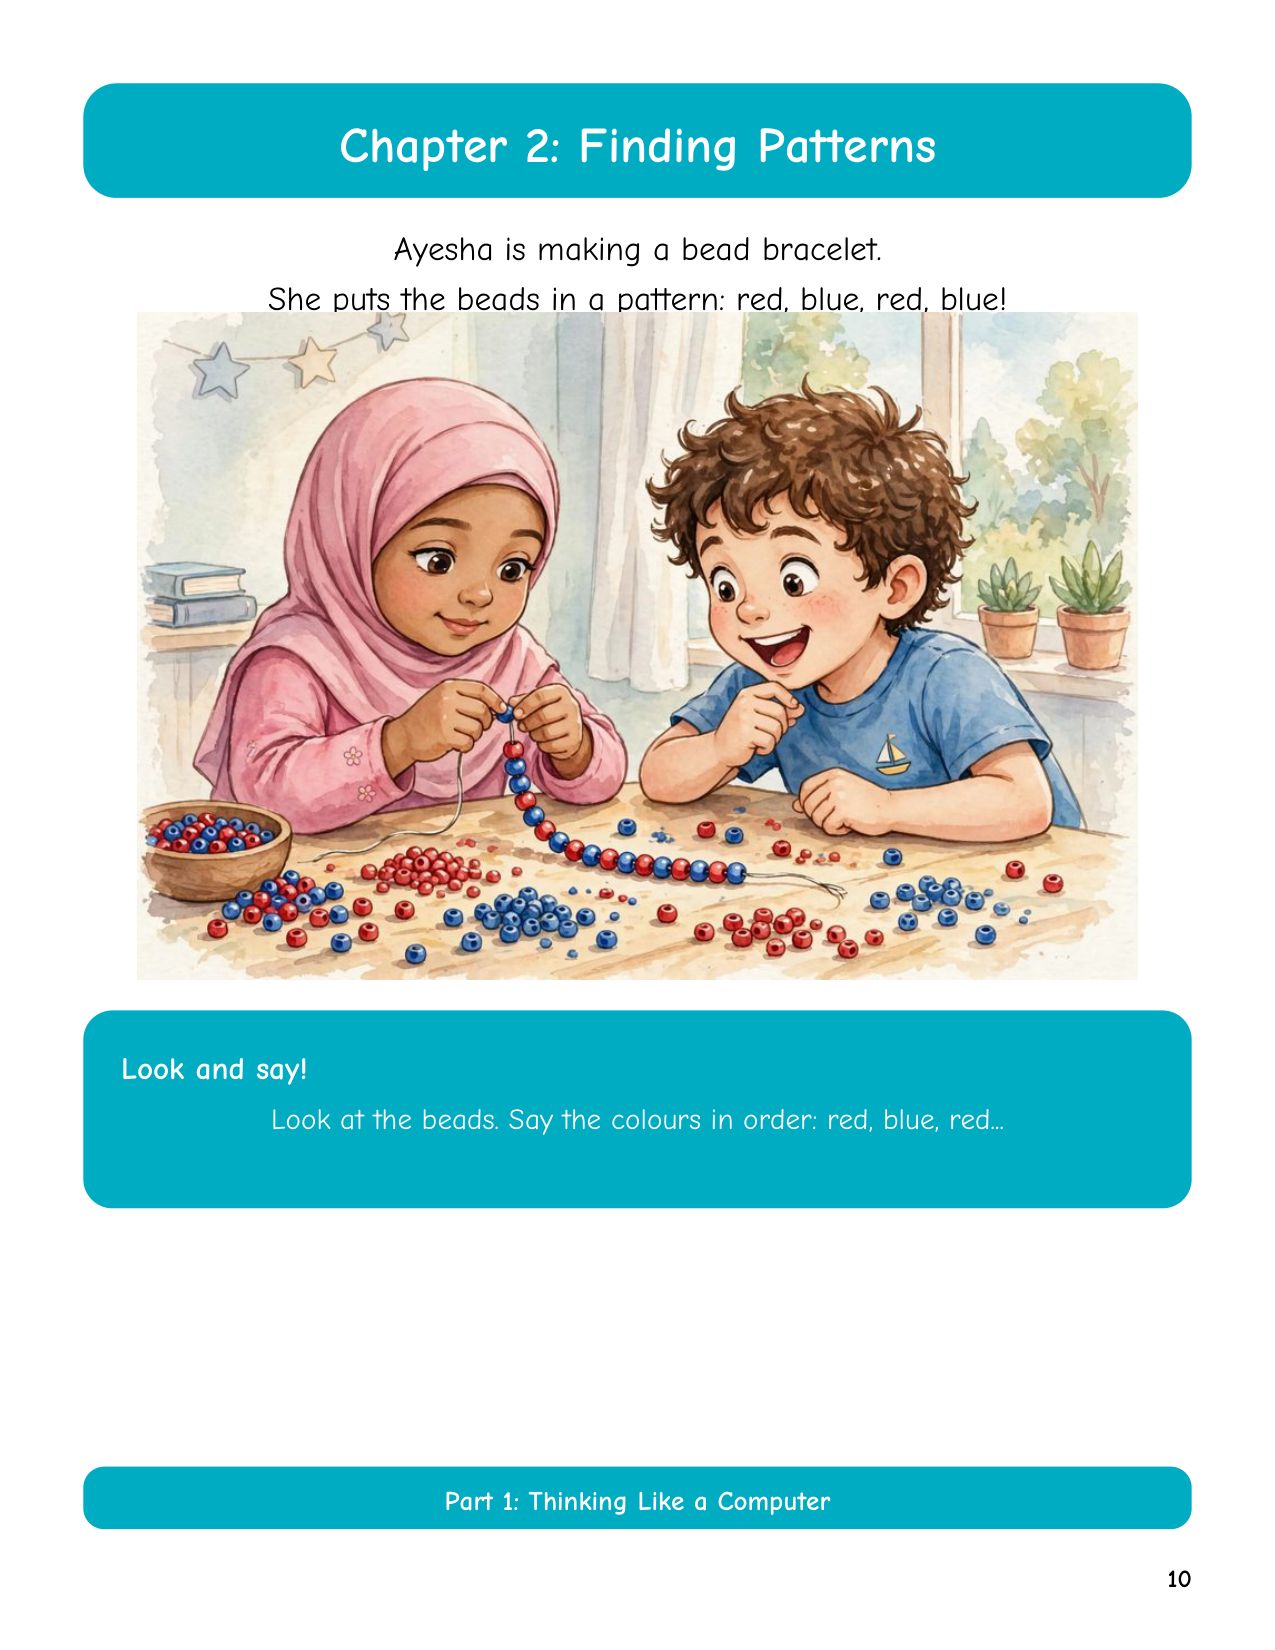 Chapter 2: Finding Patterns
Ayesha is making a bead bracelet.
She puts the beads in a pattern: red, blue, red, blue!
Look and say!
Look at the beads. Say the colours in order: red, blue, red...
Part 1: Thinking Like a Computer
10